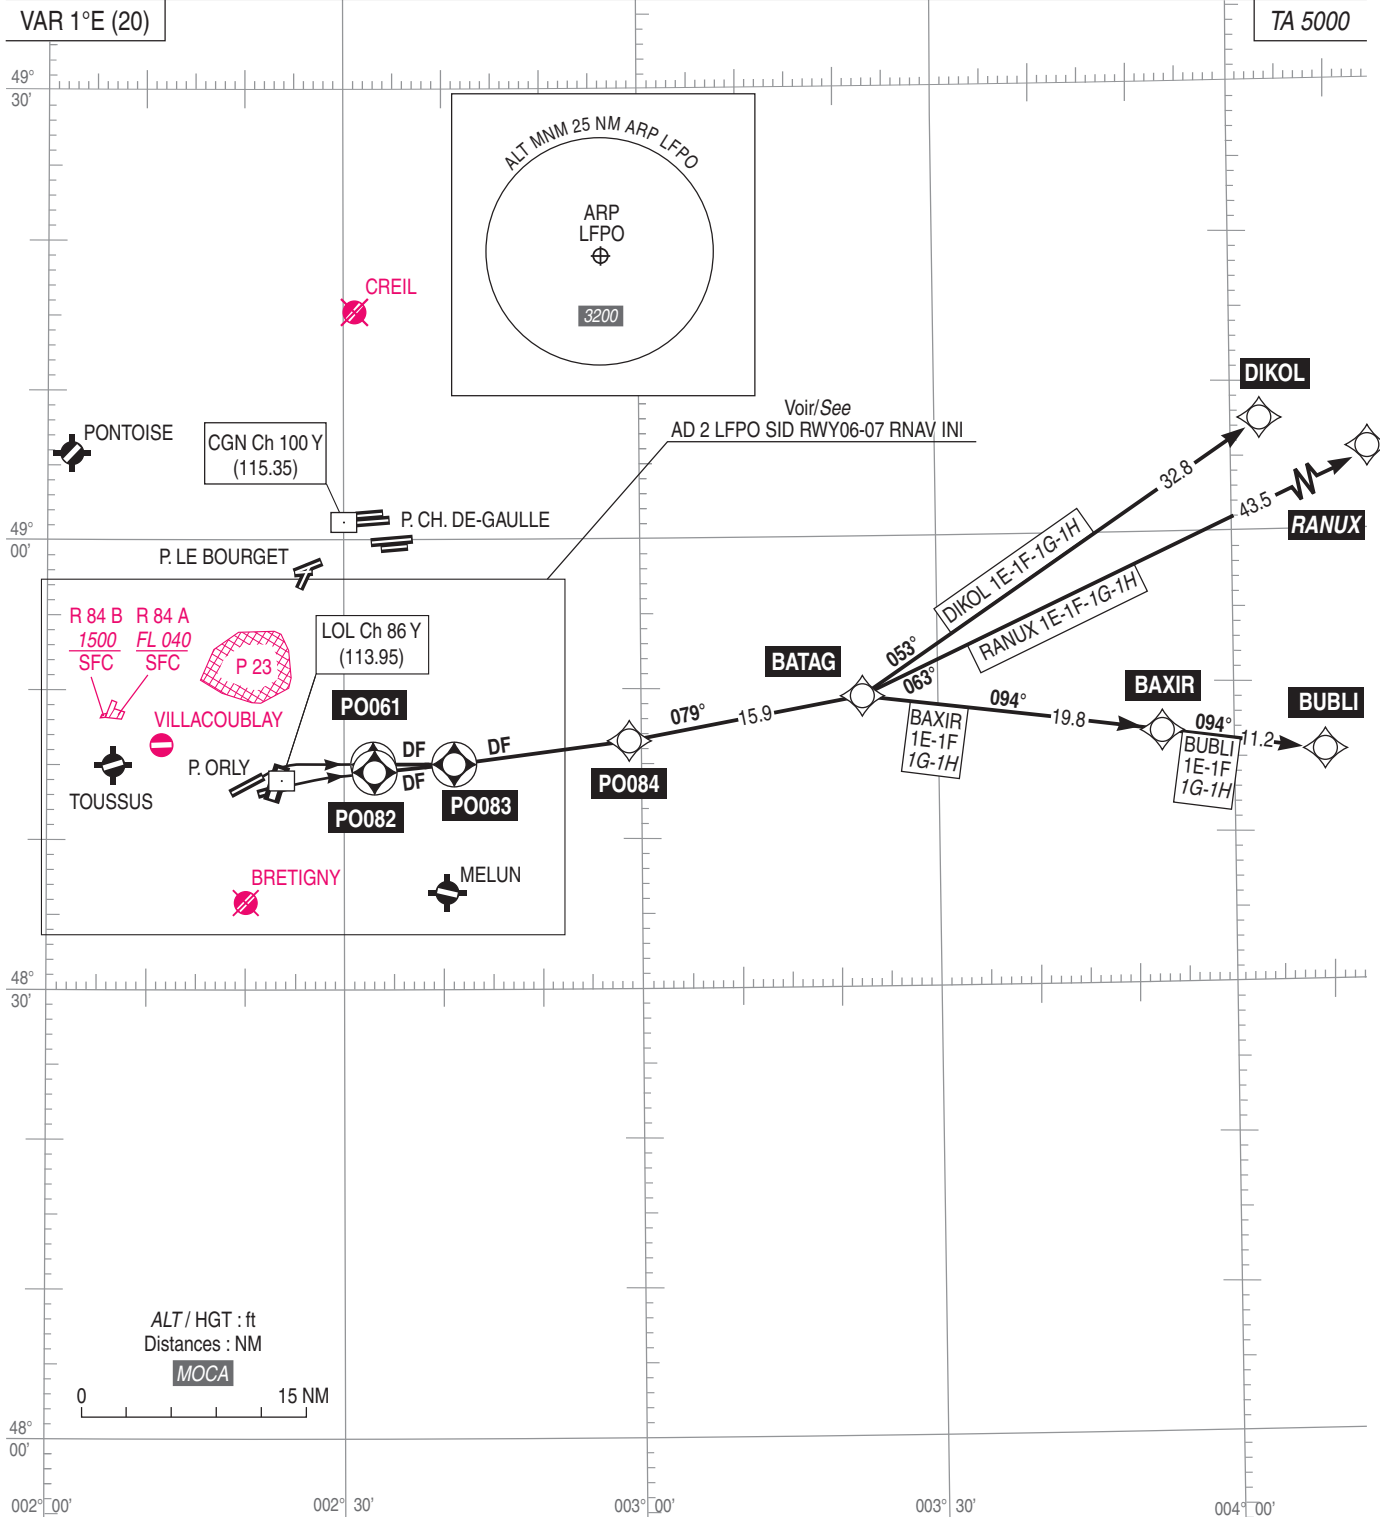 VAR 1°E (20)
TA 5000
49°
30'
ALT MNM 25 NM ARP LFPO
ARP
LFPO
3200
CREIL
DIKOL
Voir/See
AD 2 LFPO SID RWY06-07 RNAV INI
PONTOISE
CGN Ch 100 Y
(115.35)
32.8
43.5
RANUX
P. CH. DE-GAULLE
49°
00'
P. LE BOURGET
DIKOL 1E-1F-1G-1H
RANUX 1E-1F-1G-1H
R 84 B
1500
SFC
R 84 A
FL 040
SFC
P 23
LOL Ch 86 Y
(113.95)
053°
063°
BATAG
BAXIR
BUBLI
PO061
VILLACOUBLAY
079°
15.9
094°
19.8
094°
11.2
BAXIR
1E-1F
1G-1H
BUBLI
1E-1F
1G-1H
DF
DF
DF
P. ORLY
TOUSSUS
PO082
PO083
PO084
BRETIGNY
MELUN
48°
30'
ALT / HGT : ft
Distances : NM
MOCA
0
15 NM
48°
00'
002° 00'
002° 30'
003° 00'
003° 30'
004° 00'